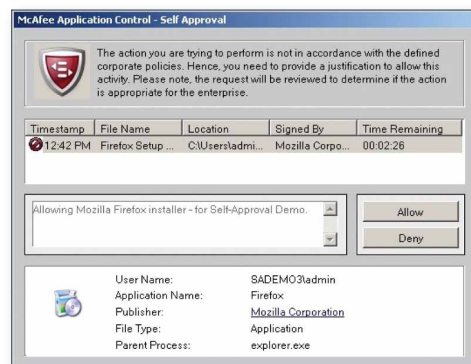 McAfee Application Control - Self Approval
The action you are trying to perform is not in accordance with the defined
corporate policies. Hence, you need to provide a justification to allow this
activity. Please note, the request will be reviewed to determine if the action
is appropriate for the enterprise.
Timestamp File Name Location Signed By Time Remaining
12:42 PM Firefox Setup ... C:\Users\admi... Mozilla Corpo... 00:02:26
Allowing Mozilla Firefox installer - for Self-Approval Demo.
Allow
Deny
User Name: SADEMO3\admin
Application Name: Firefox
Publisher: Mozilla Corporation
File Type: Application
Parent Process: explorer.exe